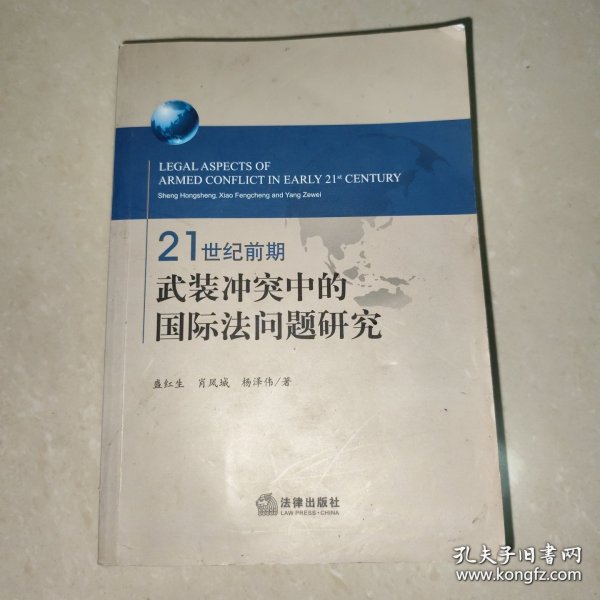 LEGAL ASPECTS OF
ARMED CONFLICT IN EARLY 21st CENTURY
Sheng Hongsheng, Xiao Fengcheng and Yang Zewei
21世纪前期
武装冲突中的
国际法问题研究
盛红生 肖凤城 杨泽伟/著
法律出版社
LAW PRESS·CHINA
孔夫子旧书网
www.kongfz.com